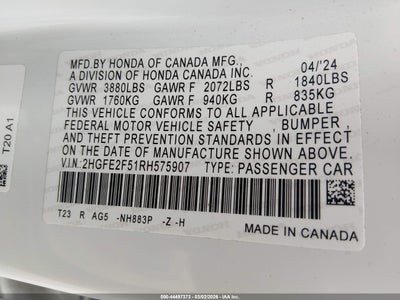 MFD.BY HONDA OF CANADA MFG., 04/'24
A DIVISION OF HONDA CANADA INC.
GVWR 3880LBS GAWR F 2072LBS R 1840LBS
GVWR 1760KG GAWR F 940KG R 835KG
THIS VEHICLE CONFORMS TO ALL APPLICABLE
FEDERAL MOTOR VEHICLE SAFETY , BUMPER ,
AND THEFT PREVENTION STANDARDS IN EFFECT
ON THE DATE OF MANUFACTURE SHOWN ABOVE.
V.I.N:2HGFE2F51RH575907 TYPE: PASSENGER CAR
T23 R AG5 -NH883P -Z -H
MADE IN CANADA
T20 A1
000-44497373 - 03/02/2026 - IAA Inc.